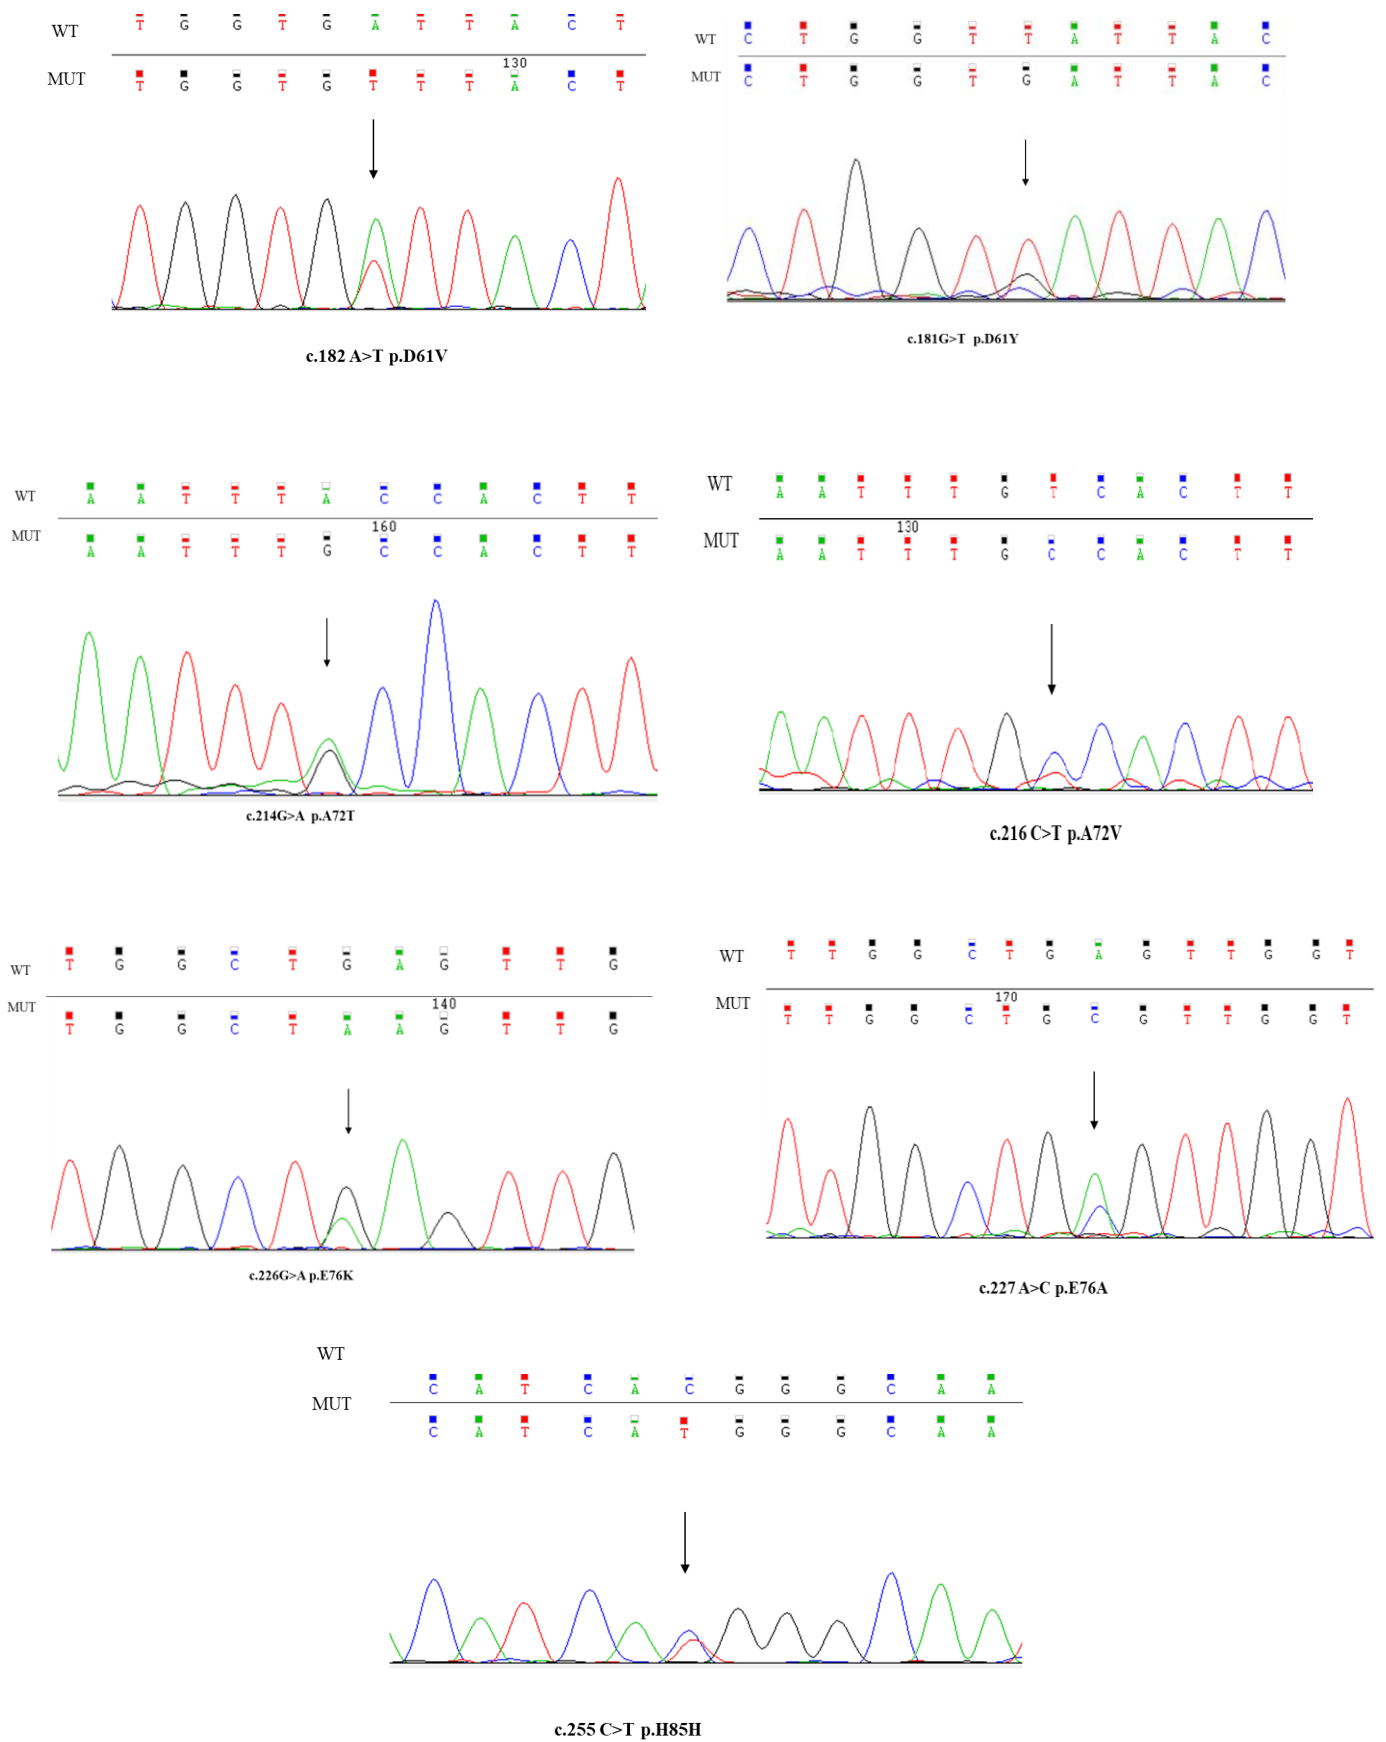 WT T G G T G A T T A C T
130
MUT T G G T G T T T A C T
c.182 A>T p.D61V
WT C T G G T T A T T A C
MUT C T G G T G A T T A C
c.181G>T p.D61Y
WT A A T T T A C C A C T T
160
MUT A A T T T G C C A C T T
c.214G>A p.A72T
WT A A T T T G T C A C T T
130
MUT A A T T T G C C A C T T
c.216 C>T p.A72V
WT T G G C T G A G T T G
140
MUT T G G C T A A G T T G
c.226G>A p.E76K
WT T T G G C T G A G T T G G T
170
MUT T T G G C T G C G T T G G T
c.227 A>C p.E76A
WT
C A T C A C G G G C A A
MUT
C A T C A T G G G C A A
c.255 C>T p.H85H